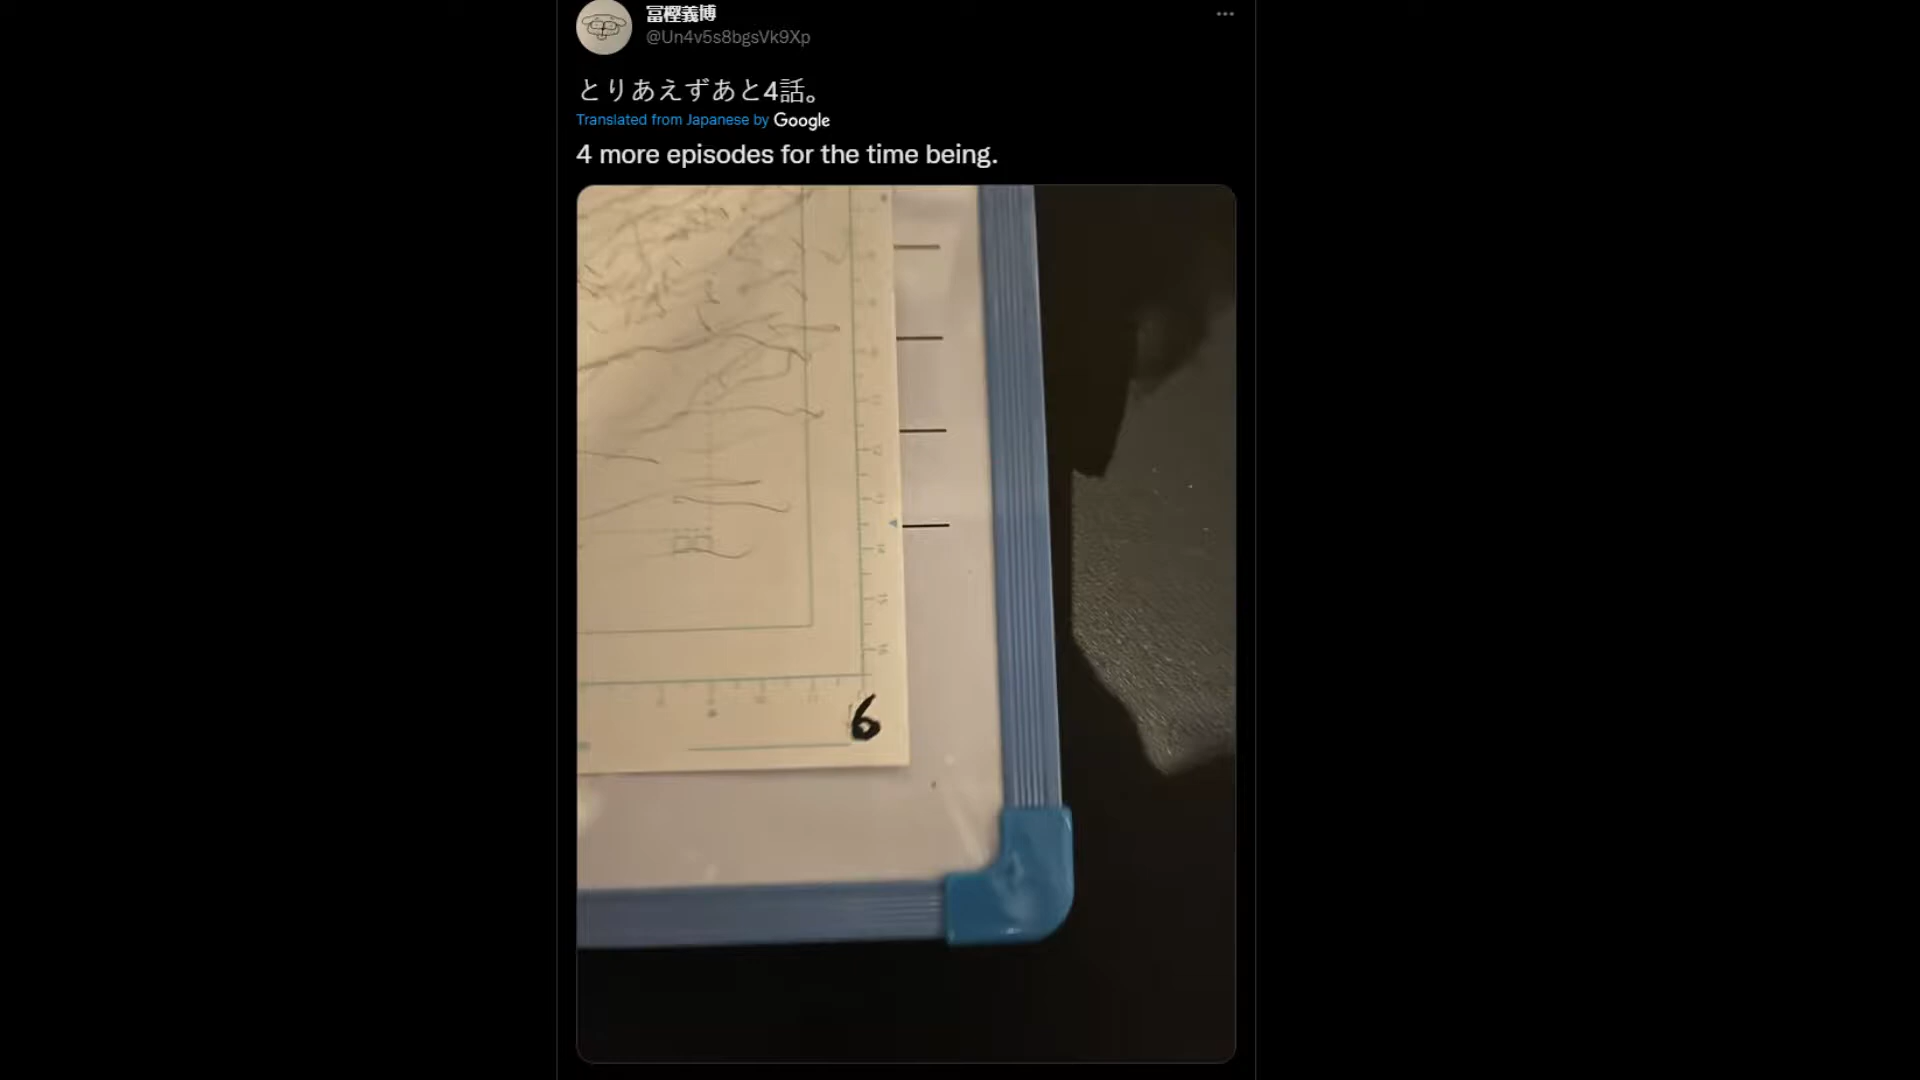 冨樫義博
@Un4v5s8bgsVk9Xp
とりあえずあと4話。
Translated from Japanese by Google
4 more episodes for the time being.
6